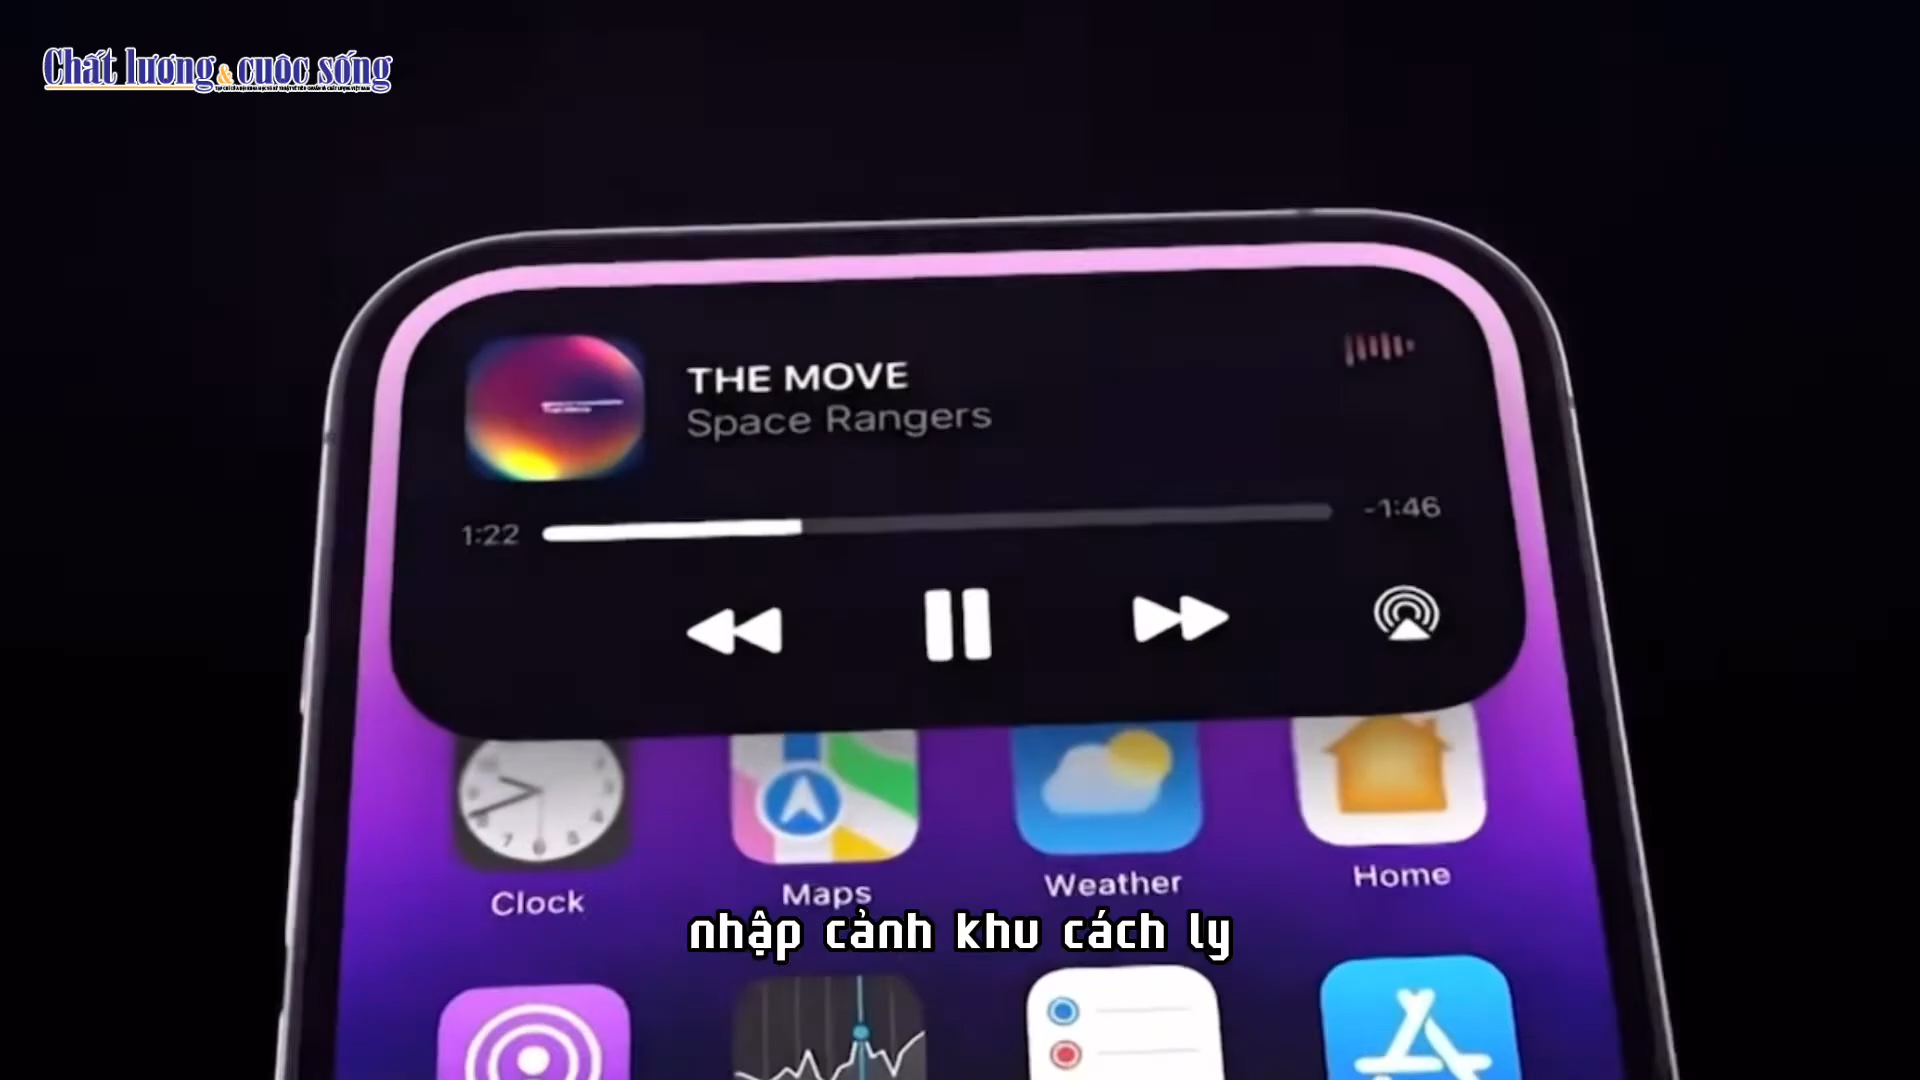 Chất lượng & cuộc sống
THE MOVE
Space Rangers
1:22
-1:46
Clock
Maps
Weather
Home
nhập cảnh khu cách ly